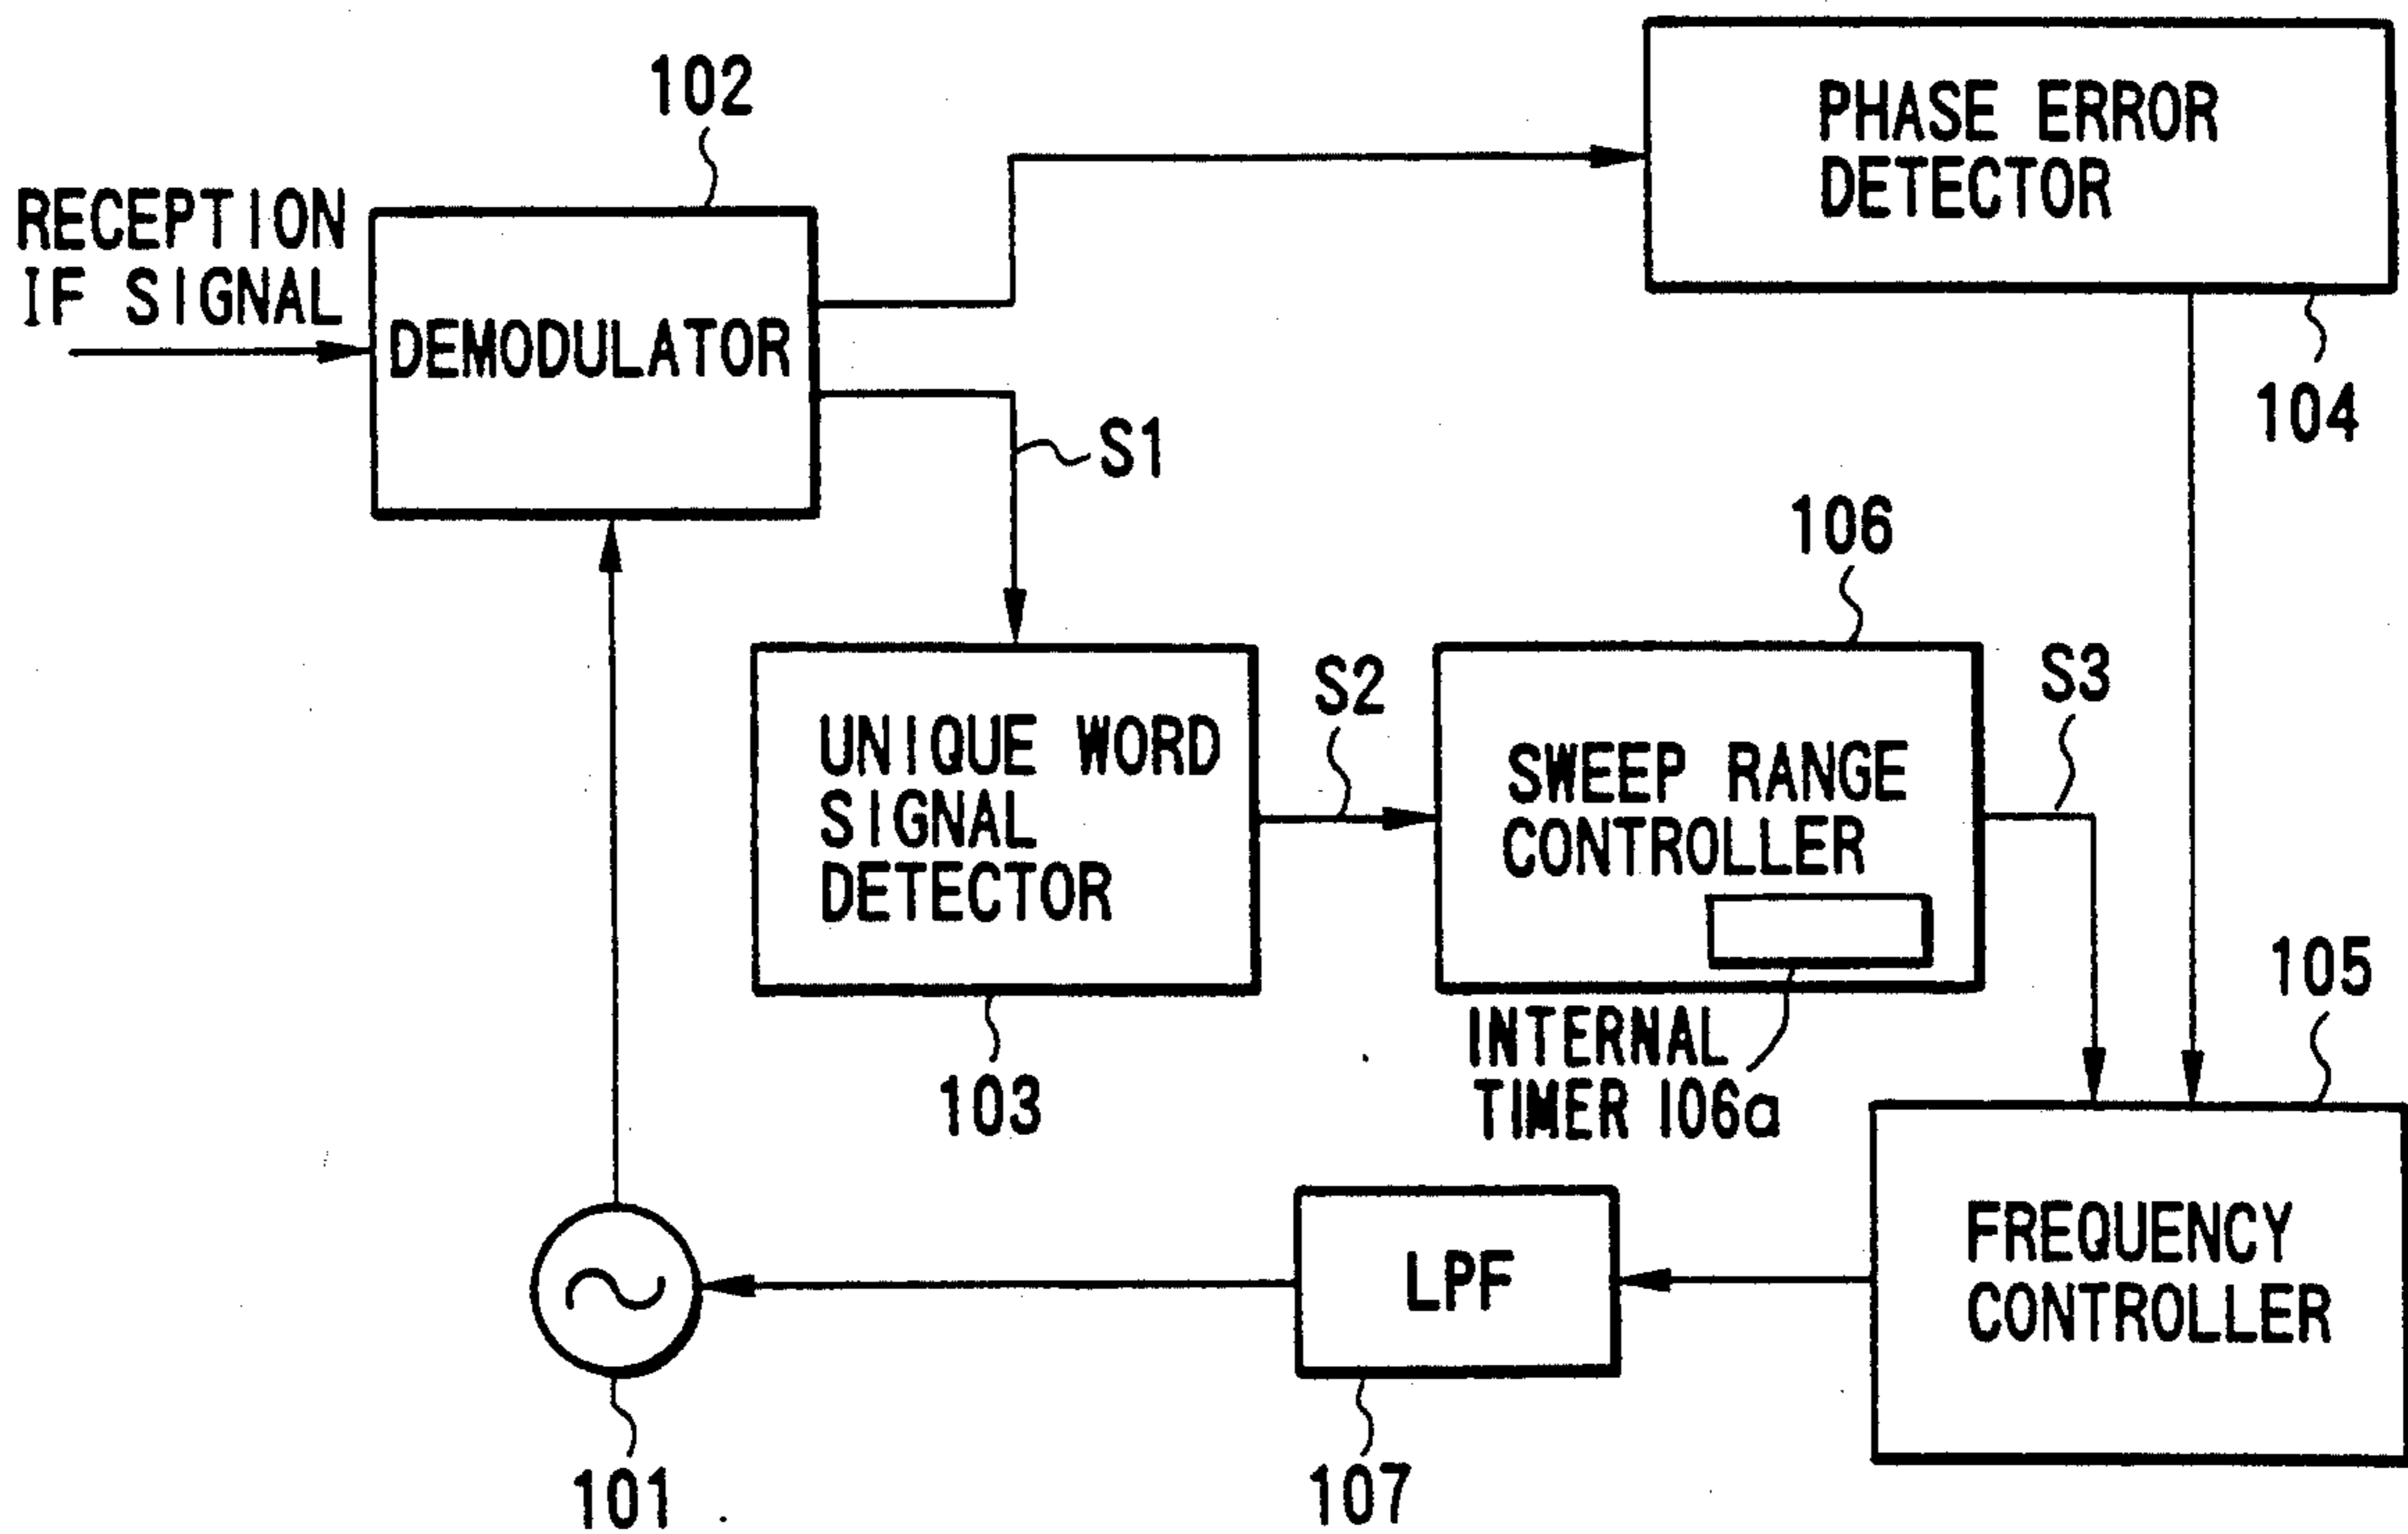 102
RECEPTION
IF SIGNAL
DEMODULATOR
PHASE ERROR
DETECTOR
104
S1
106
UNIQUE WORD
SIGNAL
DETECTOR
103
S2
SWEEP RANGE
CONTROLLER
S3
INTERNAL
TIMER 106a
105
FREQUENCY
CONTROLLER
LPF
107
101